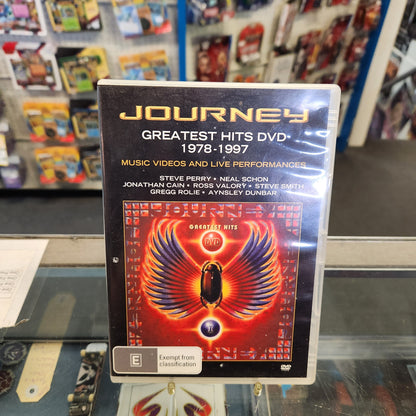 JOURNEY
GREATEST HITS DVD
1978-1997
MUSIC VIDEOS AND LIVE PERFORMANCES
STEVE PERRY • NEAL SCHON
JONATHAN CAIN • ROSS VALORY • STEVE SMITH
GREGG ROLIE • AYNSLEY DUNBAR
JOURNEY
GREATEST HITS
DVD
E
Exempt from
classification
DVD